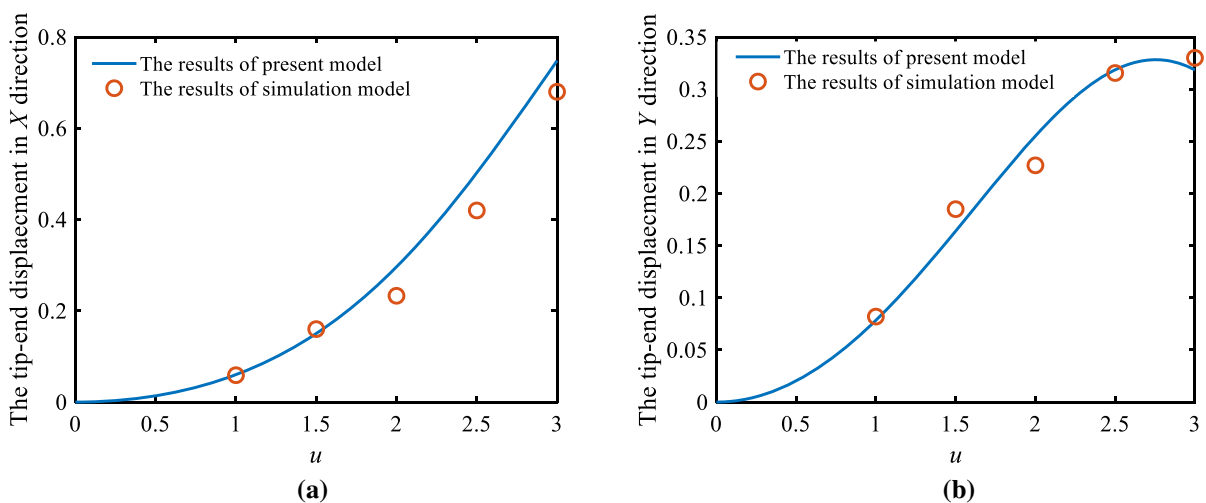 The tip-end displaecment in X direction
0.8
0.6
0.4
0.2
0
The results of present model
The results of simulation model
0 0.5 1 1.5 2 2.5 3
u
(a)
The tip-end displaecment in Y direction
0.35
0.3
0.25
0.2
0.15
0.1
0.05
0
The results of present model
The results of simulation model
0 0.5 1 1.5 2 2.5 3
u
(b)